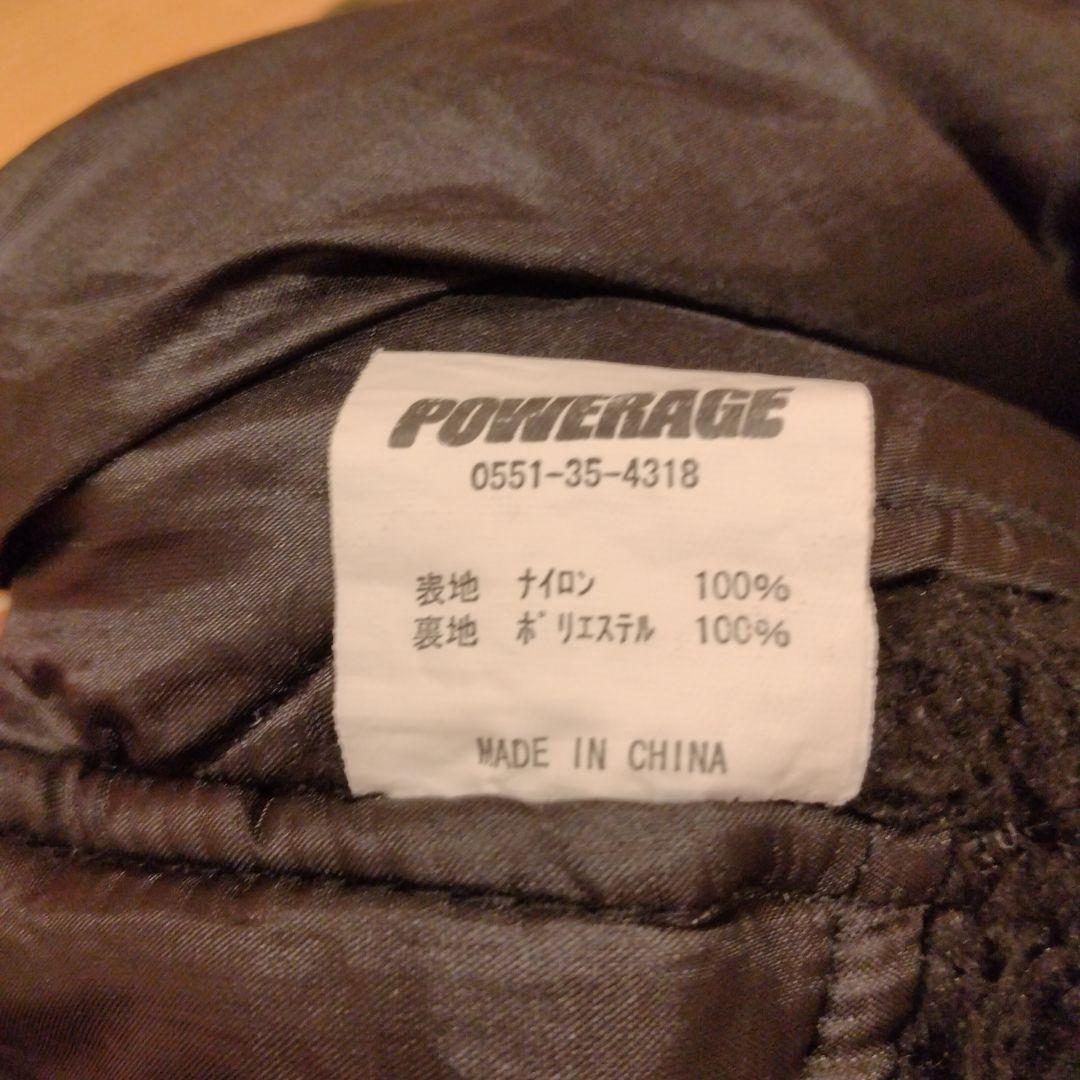 POWERAGE
0551-35-4318
表地 ナイロン 100%
裏地 ポリエステル 100%
MADE IN CHINA